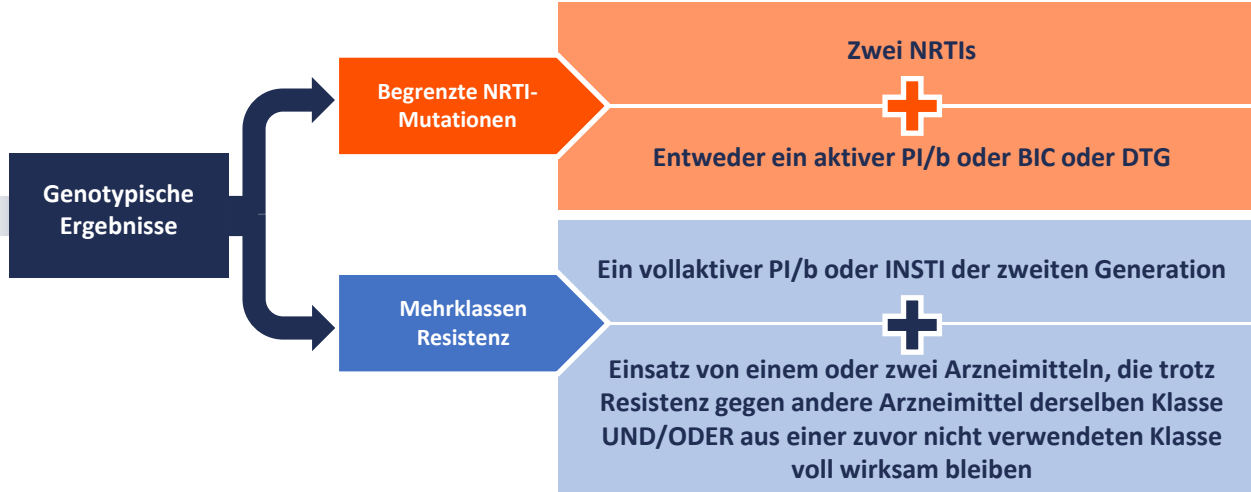 Genotypische
Ergebnisse
Begrenzte NRTI-
Mutationen
Zwei NRTIs
Entweder ein aktiver PI/b oder BIC oder DTG
Mehrklassen
Resistenz
Ein vollaktiver PI/b oder INSTI der zweiten Generation
Einsatz von einem oder zwei Arzneimitteln, die trotz
Resistenz gegen andere Arzneimittel derselben Klasse
UND/ODER aus einer zuvor nicht verwendeten Klasse
voll wirksam bleiben